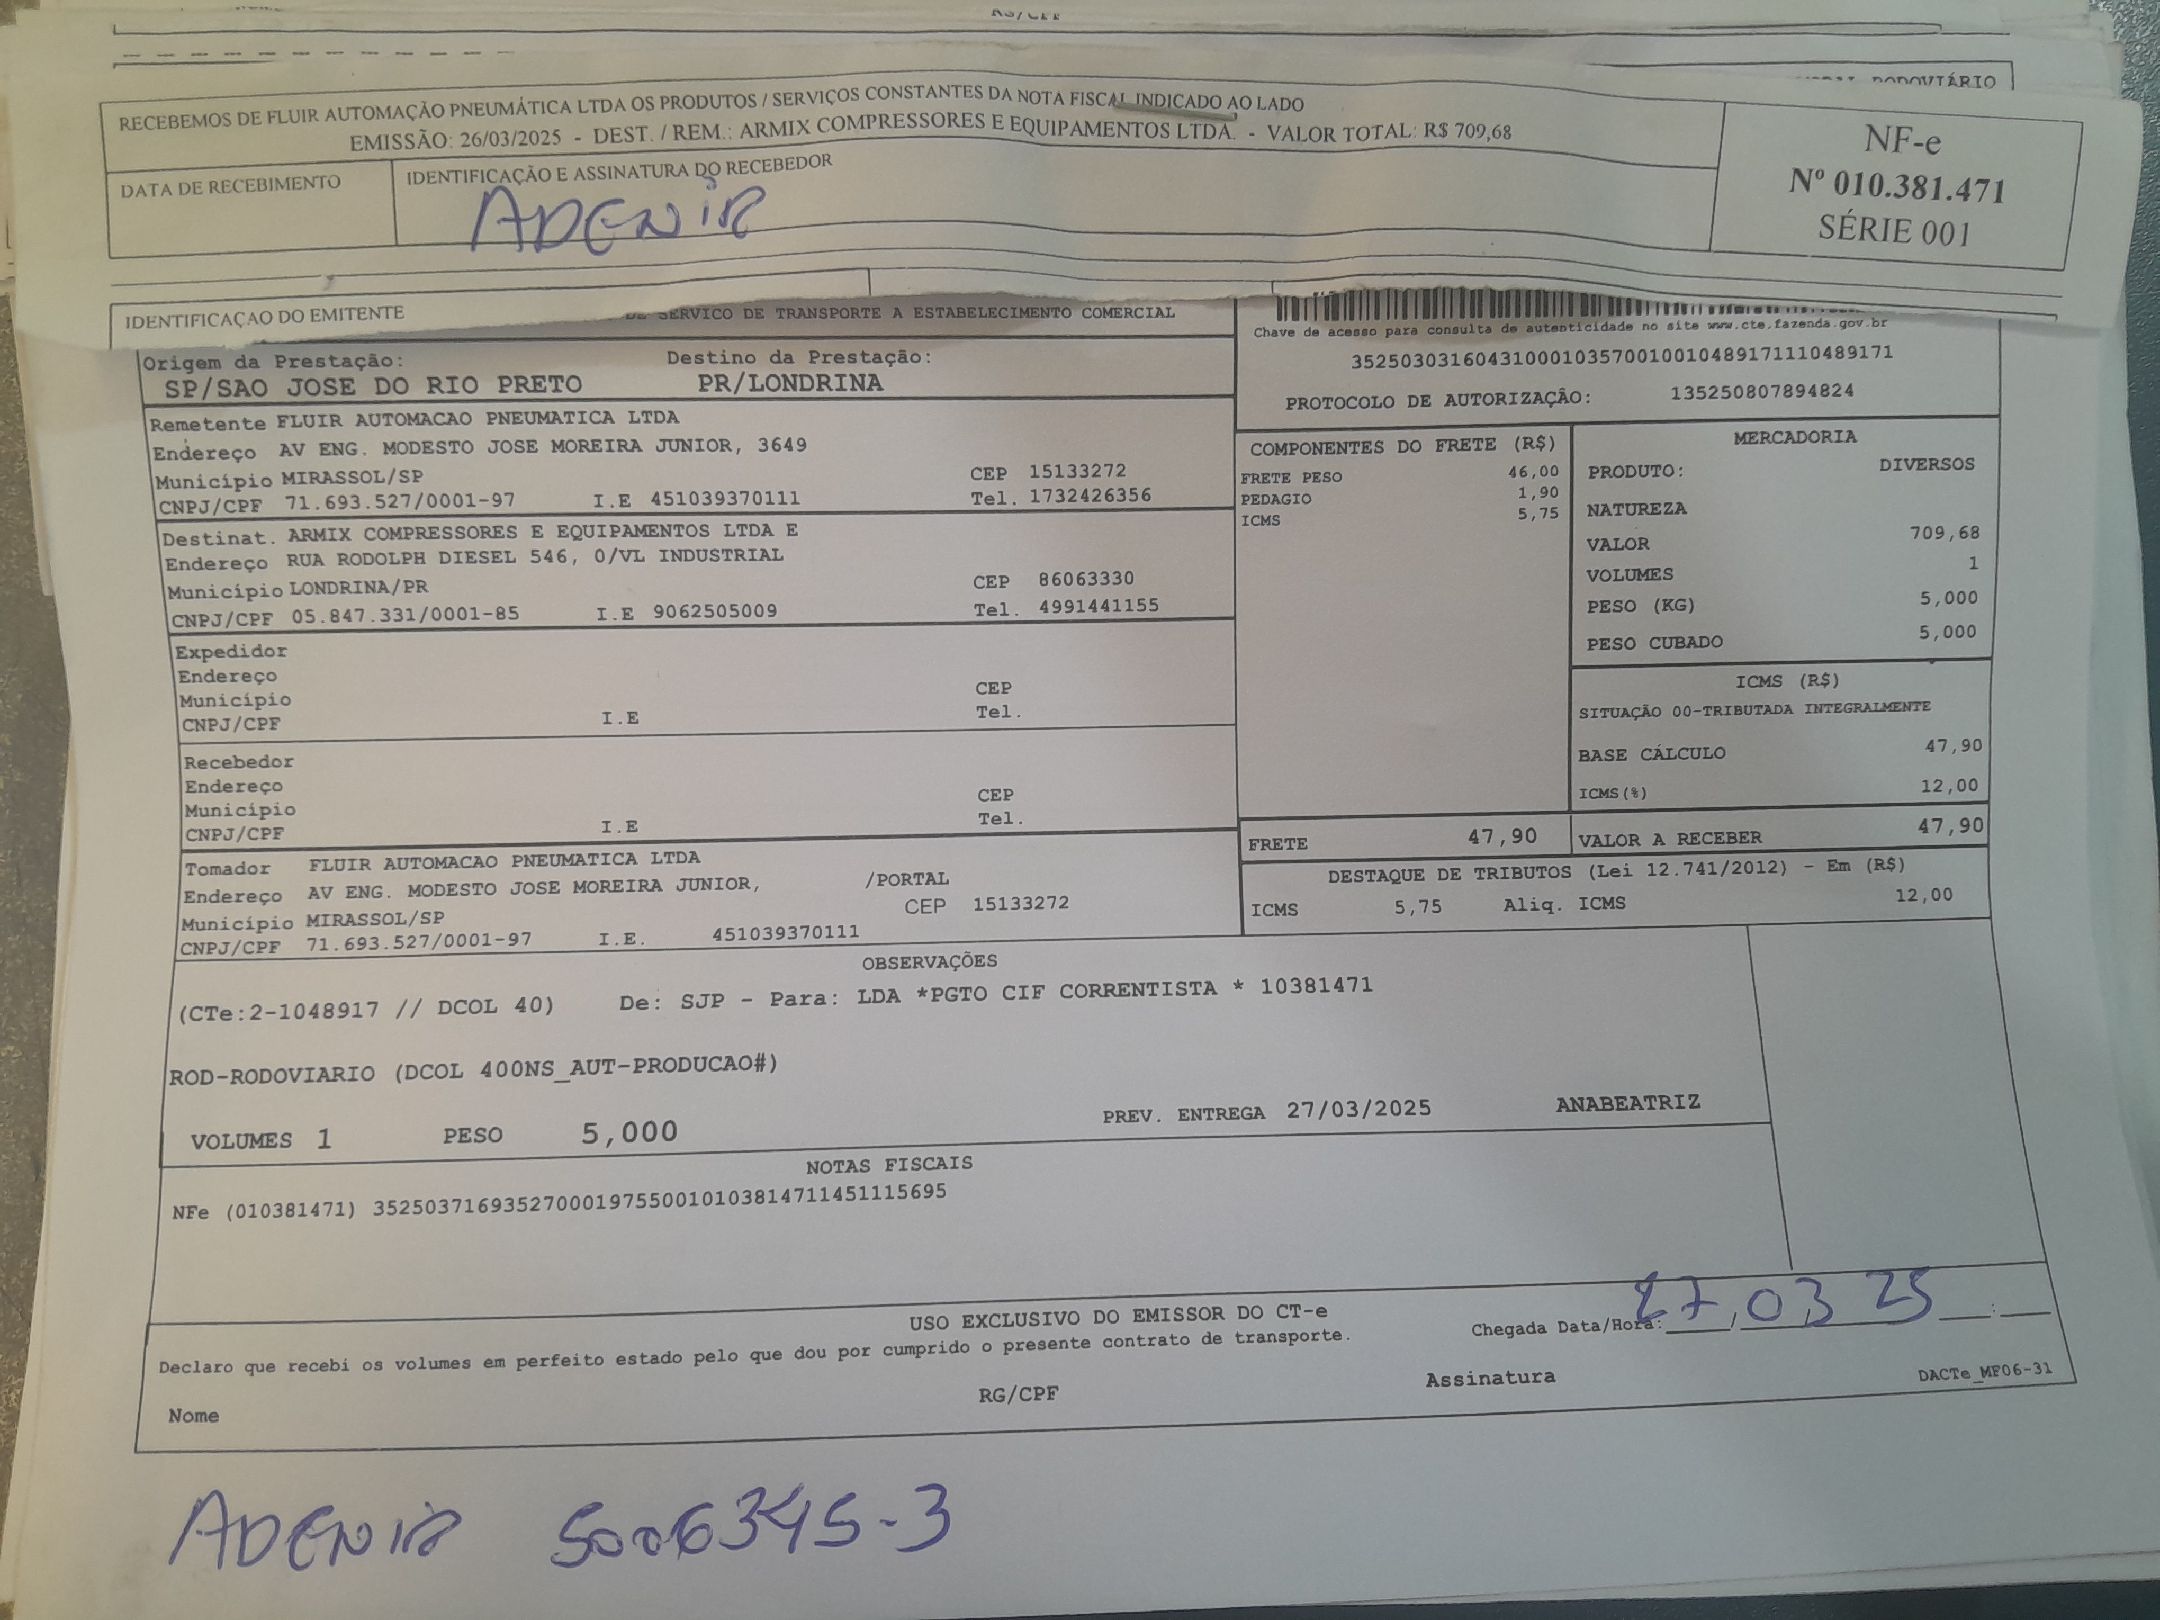 RG/CPF
RODOVIÁRIO
RECEBEMOS DE FLUIR AUTOMAÇÃO PNEUMÁTICA LTDA OS PRODUTOS / SERVIÇOS CONSTANTES DA NOTA FISCAL INDICADO AO LADO
EMISSÃO: 26/03/2025 - DEST. / REM.: ARMIX COMPRESSORES E EQUIPAMENTOS LTDA. - VALOR TOTAL: R$ 709,68
NF-e
Nº 010.381.471
SÉRIE 001
DATA DE RECEBIMENTO
IDENTIFICAÇÃO E ASSINATURA DO RECEBEDOR
ADENIR
IDENTIFICAÇAO DO EMITENTE
DE SERVICO DE TRANSPORTE A ESTABELECIMENTO COMERCIAL
Chave de acesso para consulta de autenticidade no site www.cte.fazenda.gov.br
35250303160431000103570010010489171110489171
PROTOCOLO DE AUTORIZAÇÃO: 135250807894824
Origem da Prestação: Destino da Prestação:
SP/SAO JOSE DO RIO PRETO PR/LONDRINA
Remetente FLUIR AUTOMACAO PNEUMATICA LTDA
Endereço AV ENG. MODESTO JOSE MOREIRA JUNIOR, 3649
Município MIRASSOL/SP CEP 15133272
CNPJ/CPF 71.693.527/0001-97 I.E 451039370111 Tel. 1732426356
Destinat. ARMIX COMPRESSORES E EQUIPAMENTOS LTDA E
Endereço RUA RODOLPH DIESEL 546, 0/VL INDUSTRIAL
Município LONDRINA/PR CEP 86063330
CNPJ/CPF 05.847.331/0001-85 I.E 9062505009 Tel. 4991441155
Expedidor
Endereço
Município CEP
CNPJ/CPF I.E Tel.
Recebedor
Endereço
Município CEP
CNPJ/CPF I.E Tel.
Tomador FLUIR AUTOMACAO PNEUMATICA LTDA
Endereço AV ENG. MODESTO JOSE MOREIRA JUNIOR, /PORTAL
Município MIRASSOL/SP CEP 15133272
CNPJ/CPF 71.693.527/0001-97 I.E. 451039370111
COMPONENTES DO FRETE (R$)
FRETE PESO 46,00
PEDAGIO 1,90
ICMS 5,75
MERCADORIA
PRODUTO: DIVERSOS
NATUREZA
VALOR 709,68
VOLUMES 1
PESO (KG) 5,000
PESO CUBADO 5,000
ICMS (R$)
SITUAÇÃO 00-TRIBUTADA INTEGRALMENTE
BASE CÁLCULO 47,90
ICMS(%) 12,00
FRETE 47,90 VALOR A RECEBER 47,90
DESTAQUE DE TRIBUTOS (Lei 12.741/2012) - Em (R$)
ICMS 5,75 Aliq. ICMS 12,00
OBSERVAÇÕES
(CTe:2-1048917 // DCOL 40) De: SJP - Para: LDA *PGTO CIF CORRENTISTA * 10381471
ROD-RODOVIARIO (DCOL 400NS_AUT-PRODUCAO#)
VOLUMES 1 PESO 5,000 PREV. ENTREGA 27/03/2025 ANABEATRIZ
NOTAS FISCAIS
NFe (010381471) 35250371693527000197550010103814711451115695
USO EXCLUSIVO DO EMISSOR DO CT-e
Declaro que recebi os volumes em perfeito estado pelo que dou por cumprido o presente contrato de transporte.
Chegada Data/Hora: 27/03 25 :
Nome RG/CPF Assinatura DACTe_MF06-31
ADENIR 5006345-3